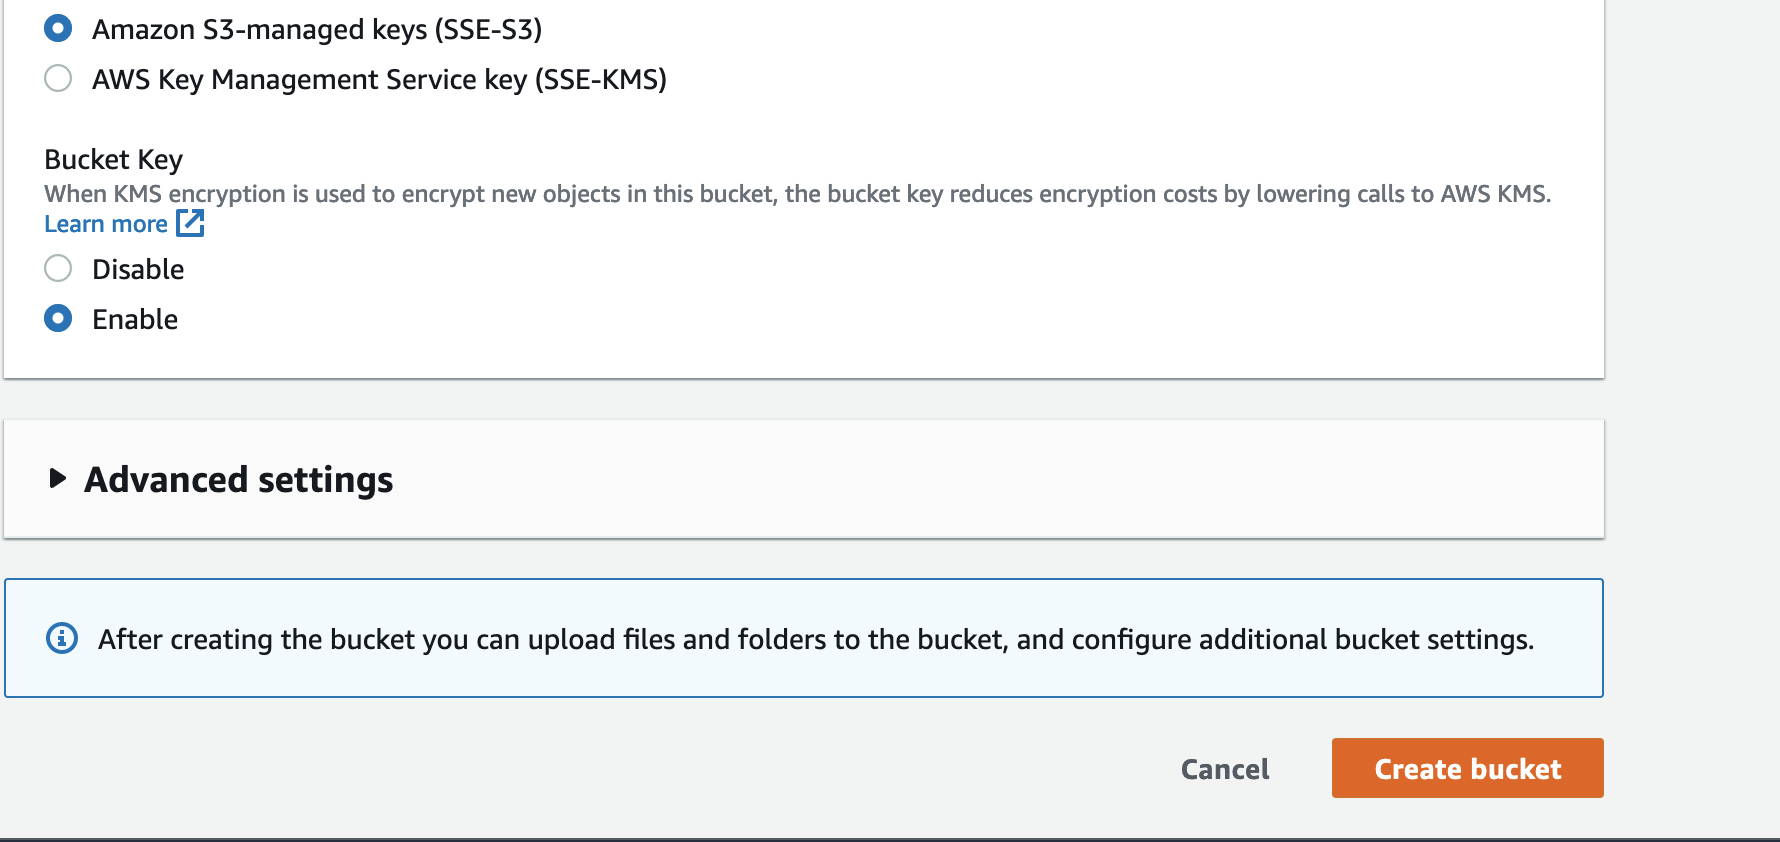 Amazon S3-managed keys (SSE-S3)
AWS Key Management Service key (SSE-KMS)
Bucket Key
When KMS encryption is used to encrypt new objects in this bucket, the bucket key reduces encryption costs by lowering calls to AWS KMS.
Learn more
Disable
Enable
Advanced settings
After creating the bucket you can upload files and folders to the bucket, and configure additional bucket settings.
Cancel
Create bucket